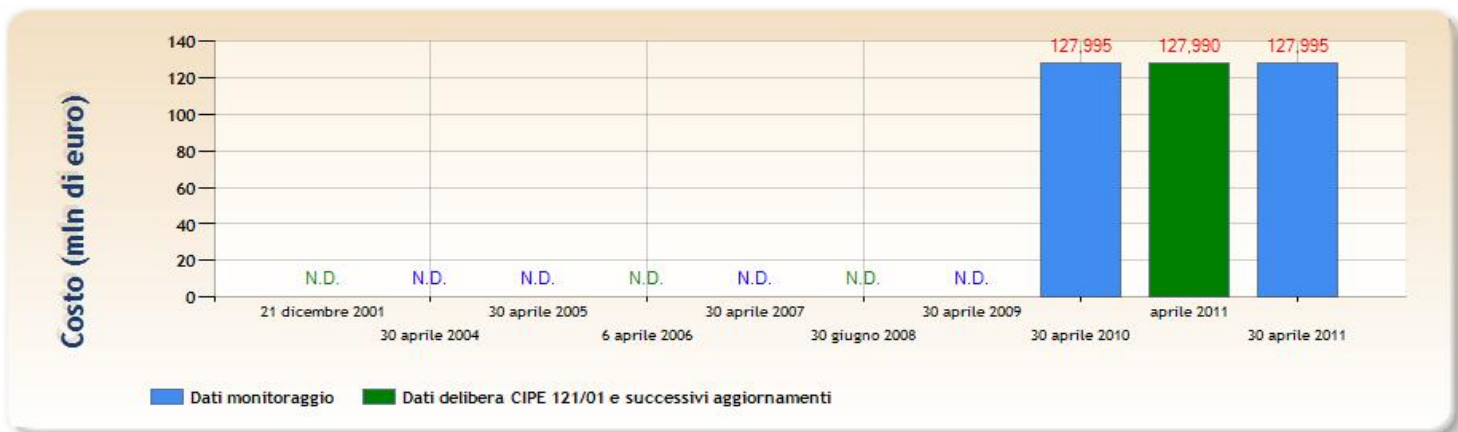 Costo (mln di euro)
140
120
100
80
60
40
20
0
127,995 127,990 127,995
N.D. N.D. N.D. N.D. N.D. N.D. N.D.
21 dicembre 2001 30 aprile 2005 30 aprile 2007 30 aprile 2009 aprile 2011
30 aprile 2004 6 aprile 2006 30 giugno 2008 30 aprile 2010 30 aprile 2011
Dati monitoraggio Dati delibera CIPE 121/01 e successivi aggiornamenti